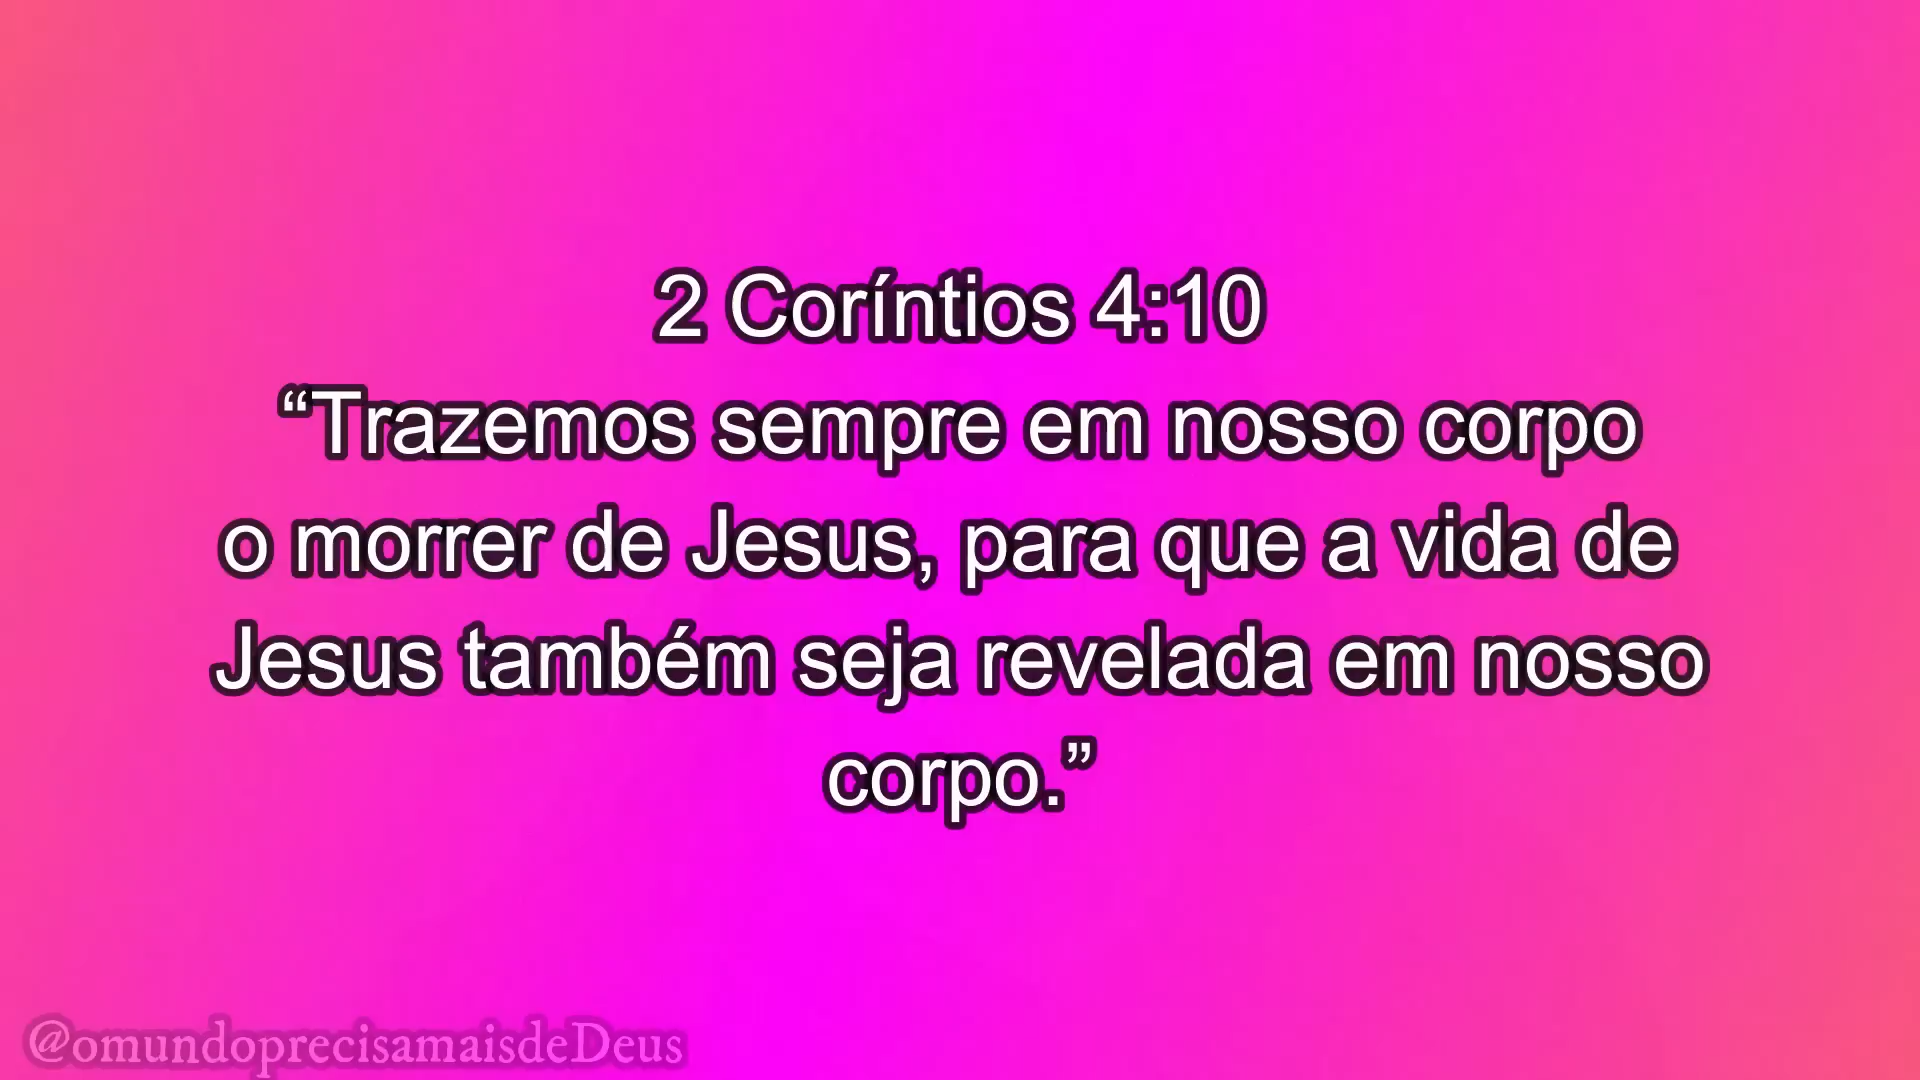 2 Coríntios 4:10
“Trazemos sempre em nosso corpo
o morrer de Jesus, para que a vida de
Jesus também seja revelada em nosso
corpo.”
@omundoprecisamaisdeDeus